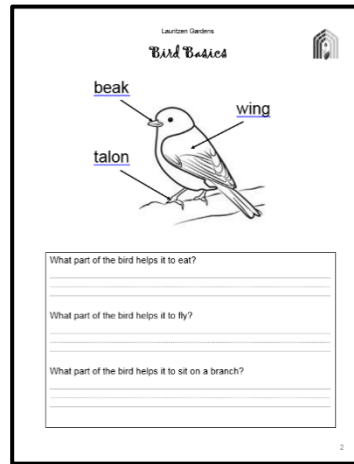 Lauritzen Gardens
Bird Basics
beak
wing
talon
What part of the bird helps it to eat?
What part of the bird helps it to fly?
What part of the bird helps it to sit on a branch?
2